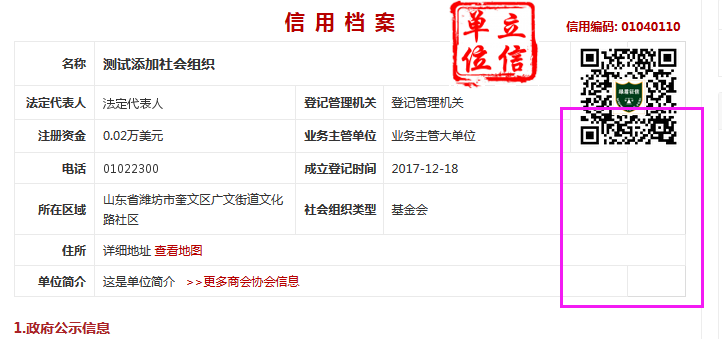 信用档案
信用编码: 01040110
单立
位信
名称 测试添加社会组织
法定代表人 法定代表人 登记管理机关 登记管理机关
注册资金 0.02万美元 业务主管单位 业务主管大单位
电话 01022300 成立登记时间 2017-12-18
所在区域 山东省潍坊市奎文区广文街道文化
路社区 社会组织类型 基金会
住所 详细地址 查看地图
单位简介 这是单位简介 >>更多商会协会信息
1.政府公示信息